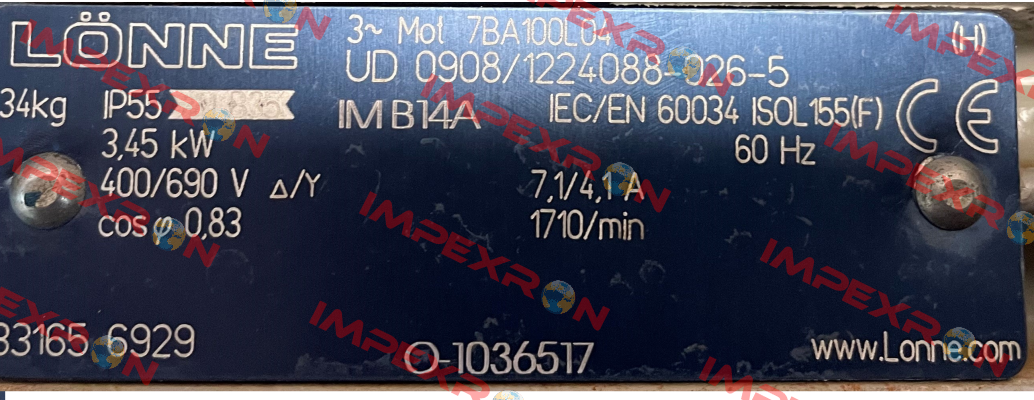 LÖNNE 3~ Mot 7BA100L04 (H)
UD 0908/1224088-026-5
34kg IP55 IM B14A IEC/EN 60034 ISOL155(F) CE
3,45 kW 60 Hz
400/690 V Δ/Y 7,1/4,1 A
cos φ 0,83 1710/min
33165 6929 O-1036517 www.Lonne.com
IMPEXRON
IMPEXRON
IMPEXRON
IMPEXRON
IMPEXRON
IMPEXRON